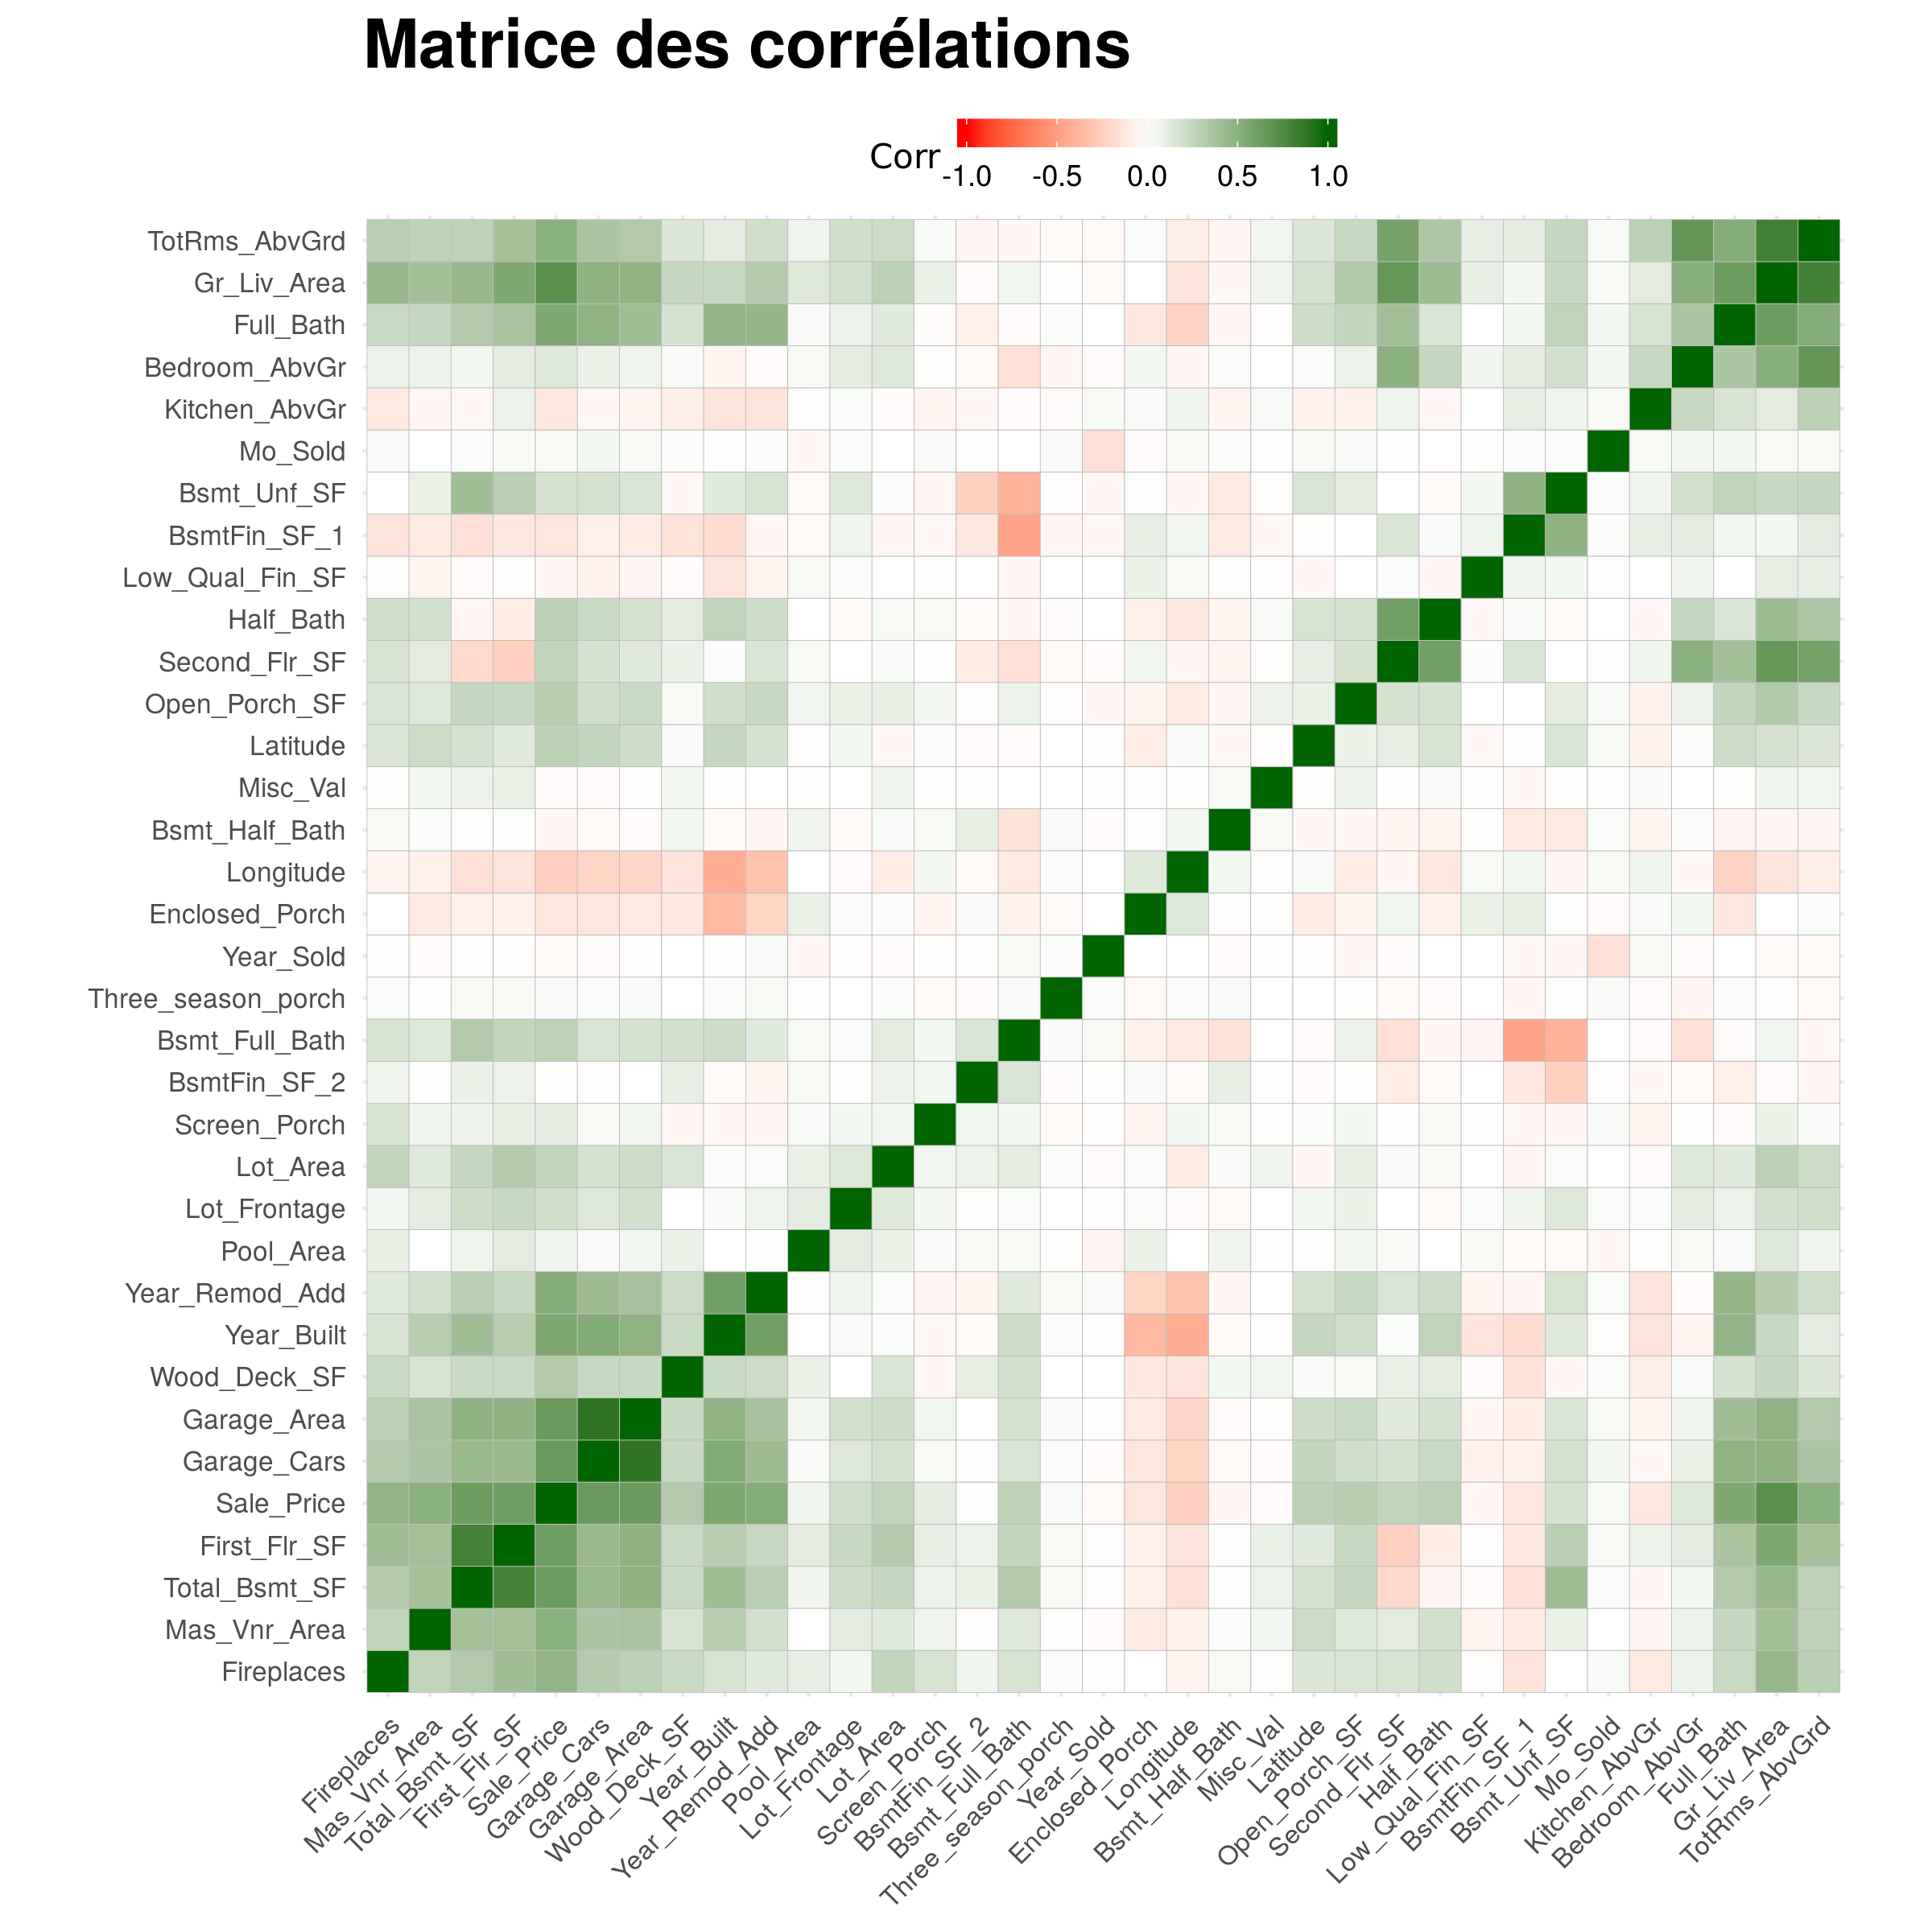 Matrice des corrélations
Corr
-1.0 -0.5 0.0 0.5 1.0
TotRms_AbvGrd
Gr_Liv_Area
Full_Bath
Bedroom_AbvGr
Kitchen_AbvGr
Mo_Sold
Bsmt_Unf_SF
BsmtFin_SF_1
Low_Qual_Fin_SF
Half_Bath
Second_Flr_SF
Open_Porch_SF
Latitude
Misc_Val
Bsmt_Half_Bath
Longitude
Enclosed_Porch
Year_Sold
Three_season_porch
Bsmt_Full_Bath
BsmtFin_SF_2
Screen_Porch
Lot_Area
Lot_Frontage
Pool_Area
Year_Remod_Add
Year_Built
Wood_Deck_SF
Garage_Area
Garage_Cars
Sale_Price
First_Flr_SF
Total_Bsmt_SF
Mas_Vnr_Area
Fireplaces
Fireplaces
Mas_Vnr_Area
Total_Bsmt_SF
First_Flr_SF
Sale_Price
Garage_Cars
Garage_Area
Wood_Deck_SF
Year_Built
Year_Remod_Add
Pool_Area
Lot_Frontage
Lot_Area
Screen_Porch
BsmtFin_SF_2
Bsmt_Full_Bath
Three_season_porch
Year_Sold
Enclosed_Porch
Longitude
Bsmt_Half_Bath
Misc_Val
Latitude
Open_Porch_SF
Second_Flr_SF
Half_Bath
Low_Qual_Fin_SF
BsmtFin_SF_1
Bsmt_Unf_SF
Mo_Sold
Kitchen_AbvGr
Bedroom_AbvGr
Full_Bath
Gr_Liv_Area
TotRms_AbvGrd